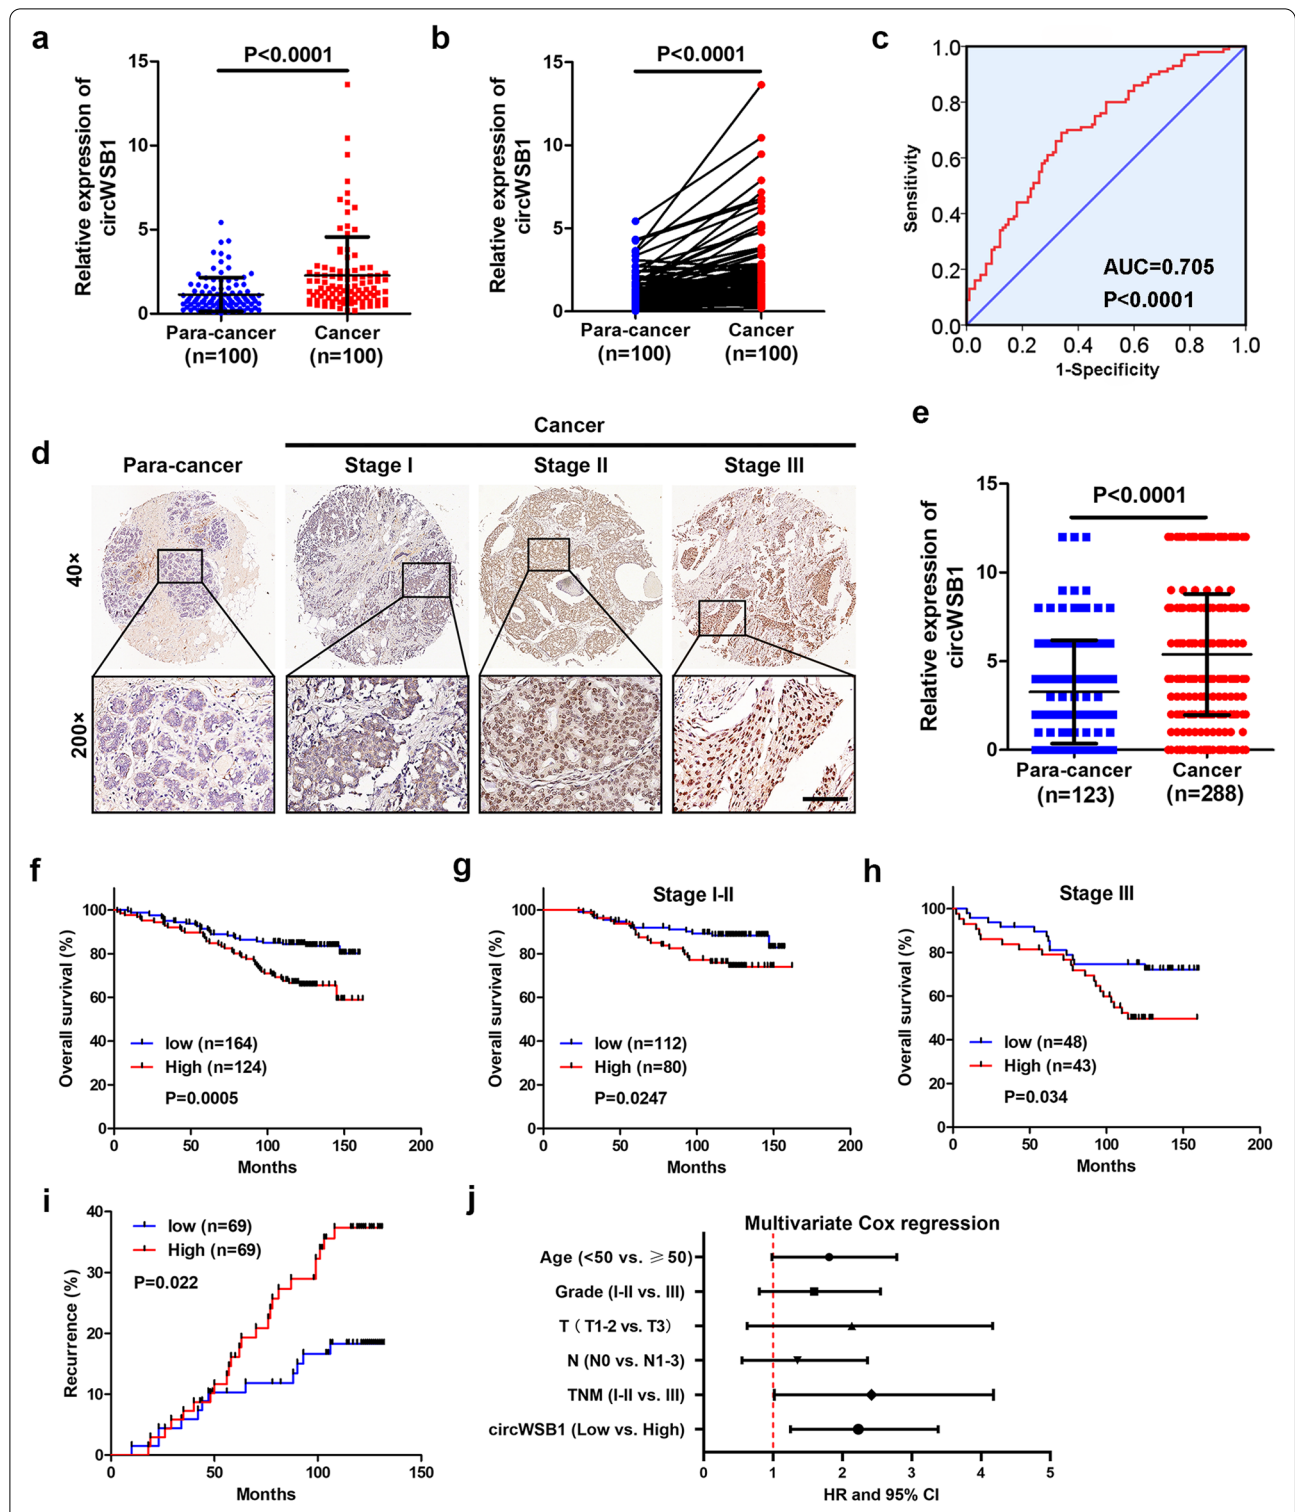 a
P<0.0001
Relative expression of
circWSB1
15
10
5
0
Para-cancer
(n=100)
Cancer
(n=100)
b
P<0.0001
Relative expression of
circWSB1
15
10
5
0
Para-cancer
(n=100)
Cancer
(n=100)
c
Sensitivity
1.0
0.8
0.6
0.4
0.2
0.0
AUC=0.705
P<0.0001
0.0 0.2 0.4 0.6 0.8 1.0
1-Specificity
d
Cancer
Para-cancer
Stage I
Stage II
Stage III
40×
200×
e
P<0.0001
Relative expression of
circWSB1
15
10
5
0
Para-cancer
(n=123)
Cancer
(n=288)
f
Overall survival (%)
100
80
60
40
20
0
low (n=164)
High (n=124)
P=0.0005
0 50 100 150 200
Months
g
Stage I-II
Overall survival (%)
100
80
60
40
20
0
low (n=112)
High (n=80)
P=0.0247
0 50 100 150 200
Months
h
Stage III
Overall survival (%)
100
80
60
40
20
0
low (n=48)
High (n=43)
P=0.034
0 50 100 150 200
Months
i
Recurrence (%)
40
30
20
10
0
low (n=69)
High (n=69)
P=0.022
0 50 100 150
Months
j
Multivariate Cox regression
Age (<50 vs. ≥50)
Grade (I-II vs. III)
T（T1-2 vs. T3）
N (N0 vs. N1-3)
TNM (I-II vs. III)
circWSB1 (Low vs. High)
0 1 2 3 4 5
HR and 95% CI